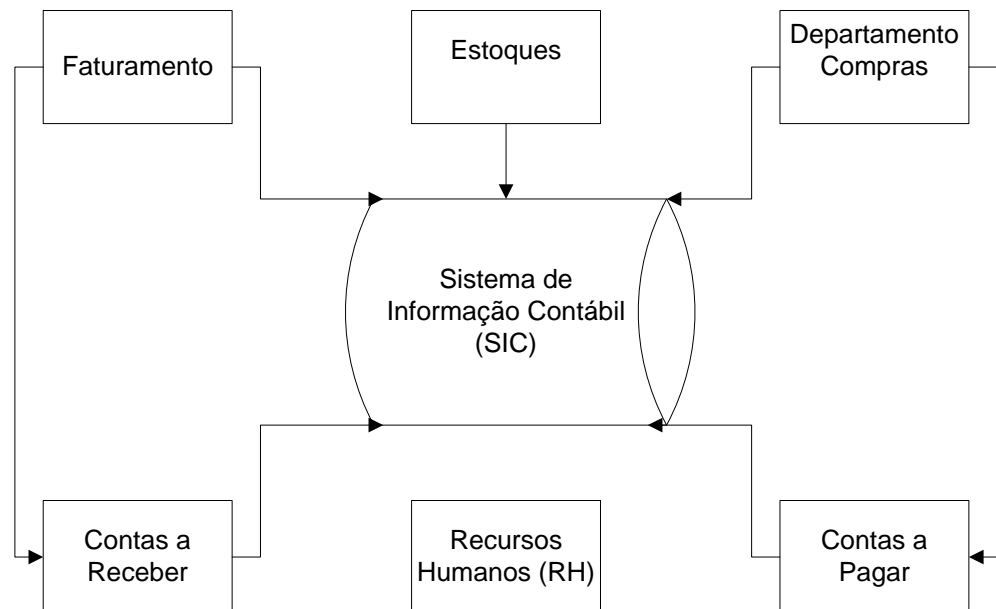 Faturamento
Estoques
Departamento
Compras
Sistema de
Informação Contábil
(SIC)
Contas a
Receber
Recursos
Humanos (RH)
Contas a
Pagar